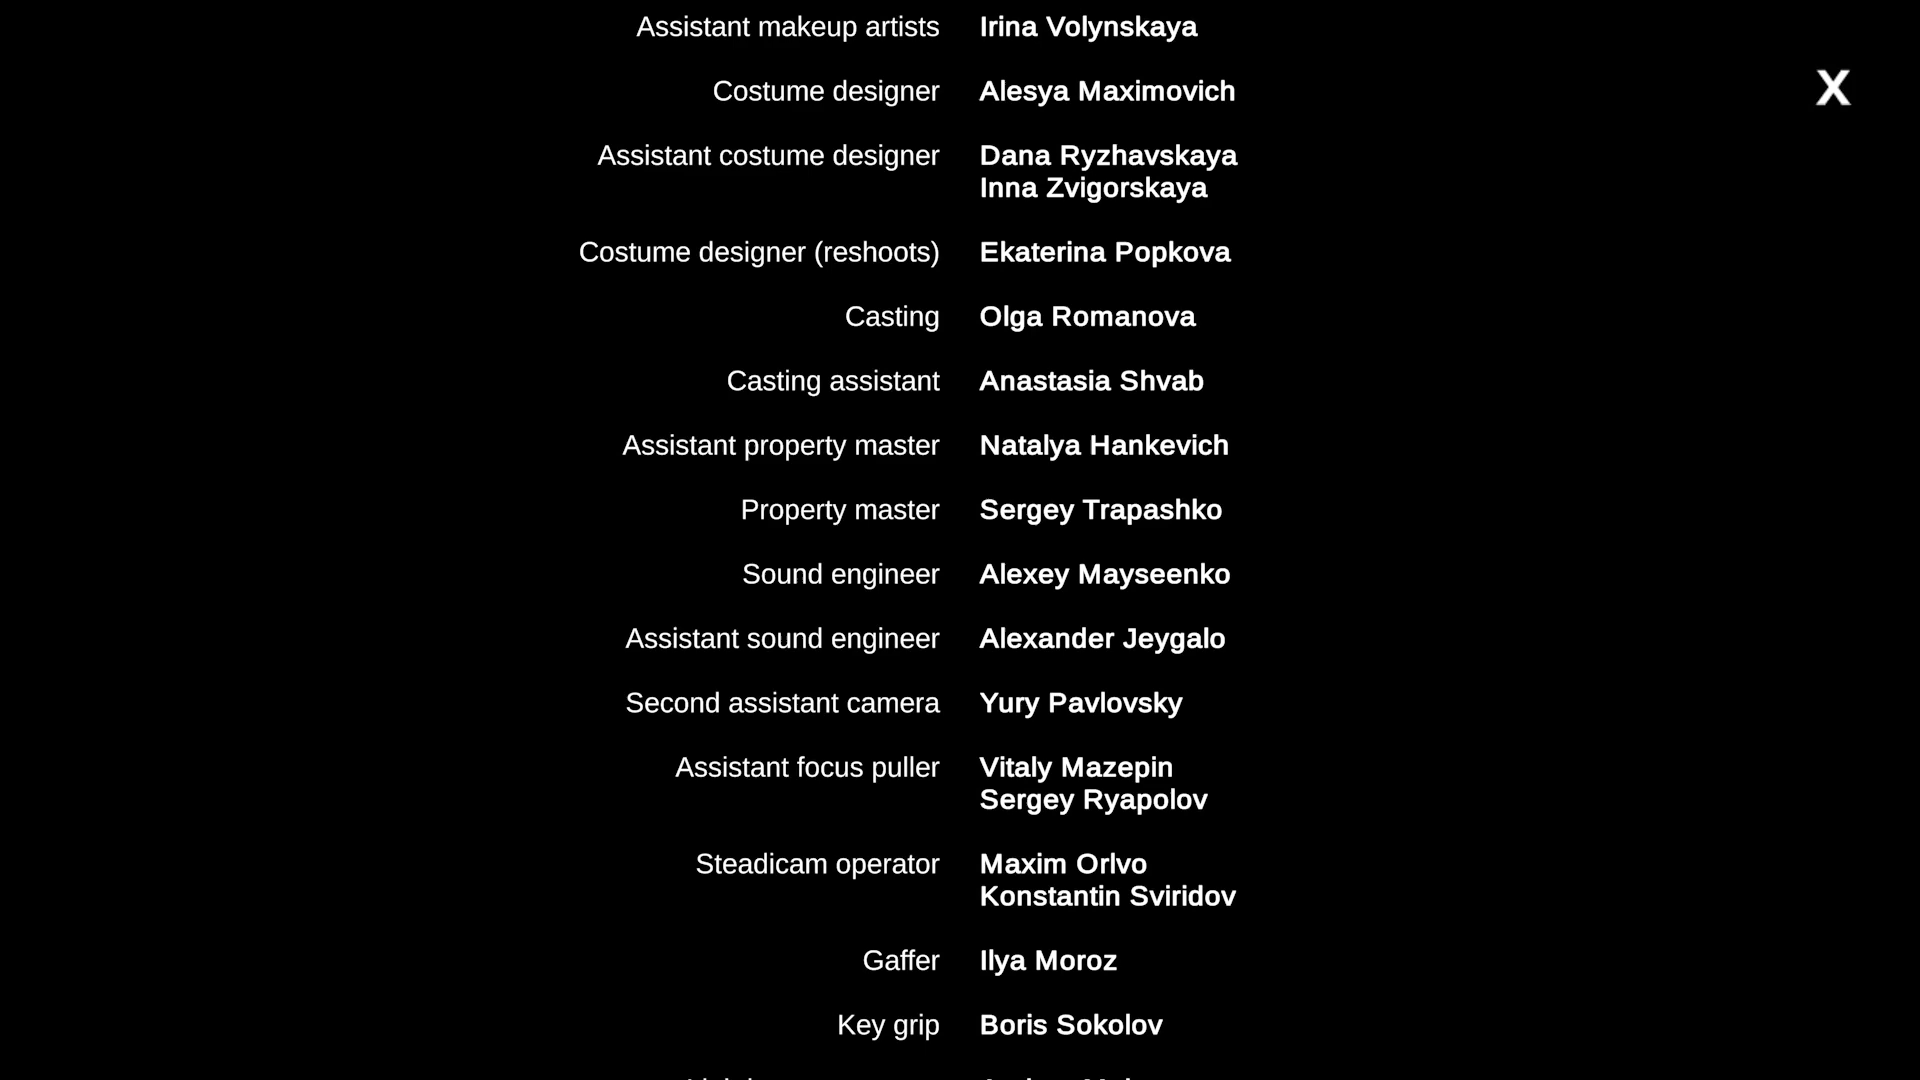 Assistant makeup artists Irina Volynskaya
X
Costume designer Alesya Maximovich
Assistant costume designer Dana Ryzhavskaya
Inna Zvigorskaya
Costume designer (reshoots) Ekaterina Popkova
Casting Olga Romanova
Casting assistant Anastasia Shvab
Assistant property master Natalya Hankevich
Property master Sergey Trapashko
Sound engineer Alexey Mayseenko
Assistant sound engineer Alexander Jeygalo
Second assistant camera Yury Pavlovsky
Assistant focus puller Vitaly Mazepin
Sergey Ryapolov
Steadicam operator Maxim Orlvo
Konstantin Sviridov
Gaffer Ilya Moroz
Key grip Boris Sokolov